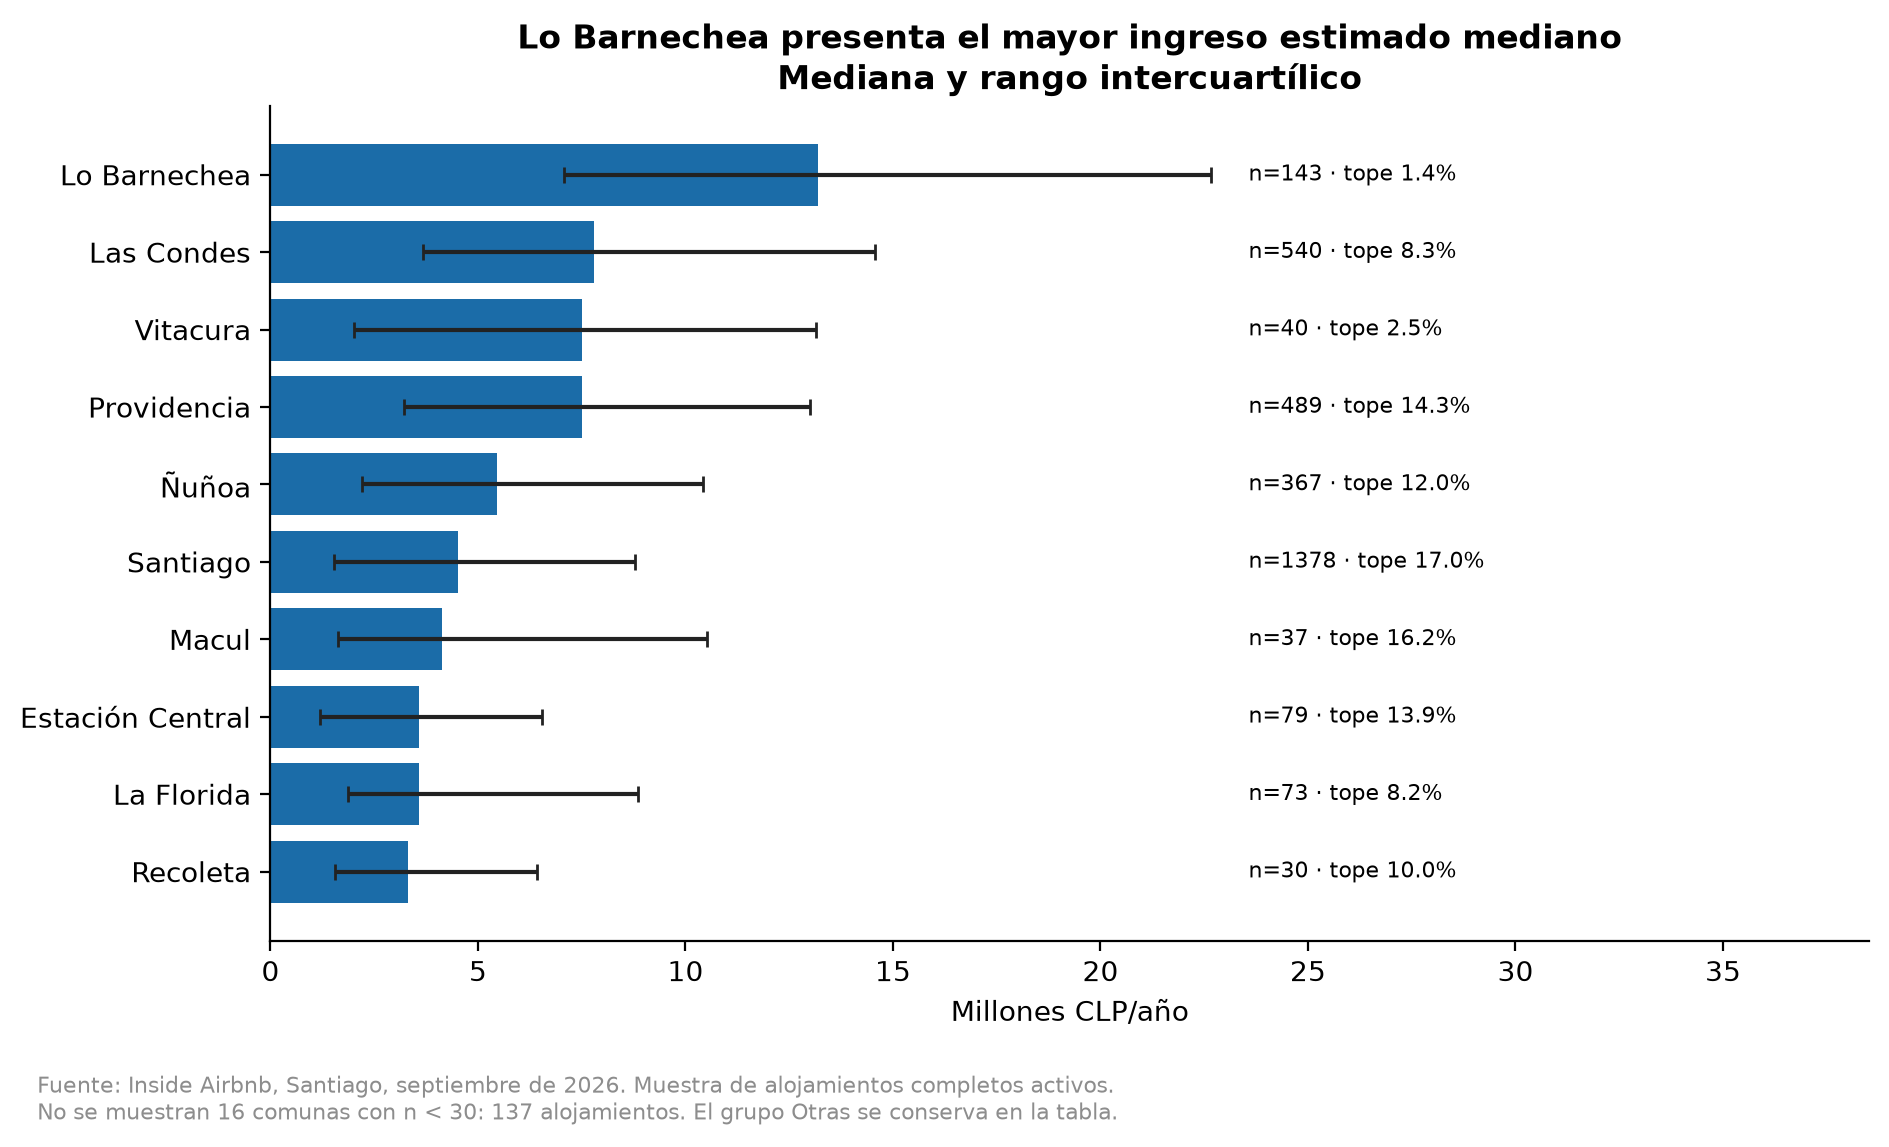 Lo Barnechea presenta el mayor ingreso estimado mediano
Mediana y rango intercuartílico
Lo Barnechea
n=143 · tope 1.4%
Las Condes
n=540 · tope 8.3%
Vitacura
n=40 · tope 2.5%
Providencia
n=489 · tope 14.3%
Ñuñoa
n=367 · tope 12.0%
Santiago
n=1378 · tope 17.0%
Macul
n=37 · tope 16.2%
Estación Central
n=79 · tope 13.9%
La Florida
n=73 · tope 8.2%
Recoleta
n=30 · tope 10.0%
0 5 10 15 20 25 30 35
Millones CLP/año
Fuente: Inside Airbnb, Santiago, septiembre de 2026. Muestra de alojamientos completos activos.
No se muestran 16 comunas con n < 30: 137 alojamientos. El grupo Otras se conserva en la tabla.